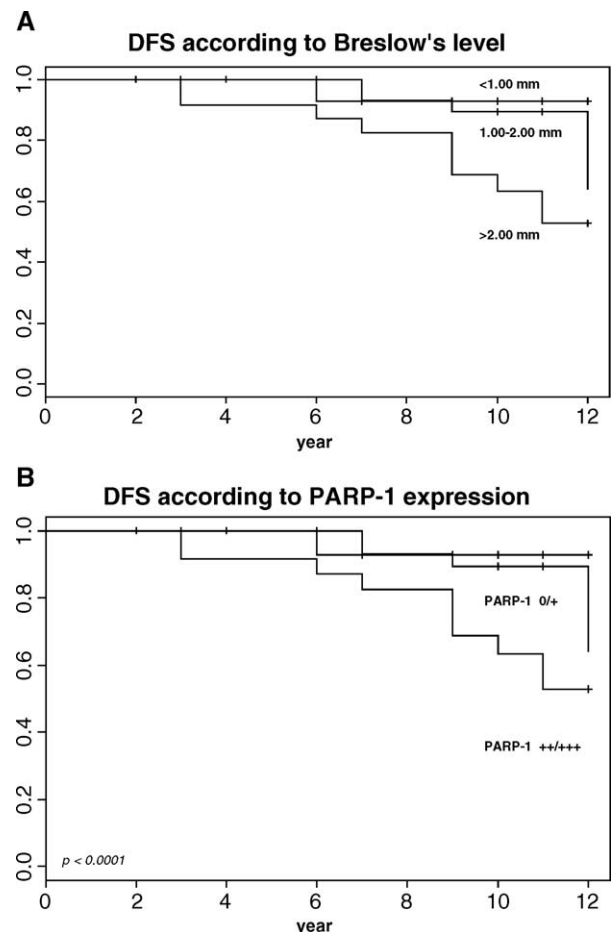 A
DFS according to Breslow's level
1.0
0.8
0.6
0.4
0.2
0.0
<1.00 mm
1.00-2.00 mm
>2.00 mm
0 2 4 6 8 10 12
year
B
DFS according to PARP-1 expression
1.0
0.8
0.6
0.4
0.2
0.0
PARP-1 0/+
PARP-1 ++/+++
p < 0.0001
0 2 4 6 8 10 12
year